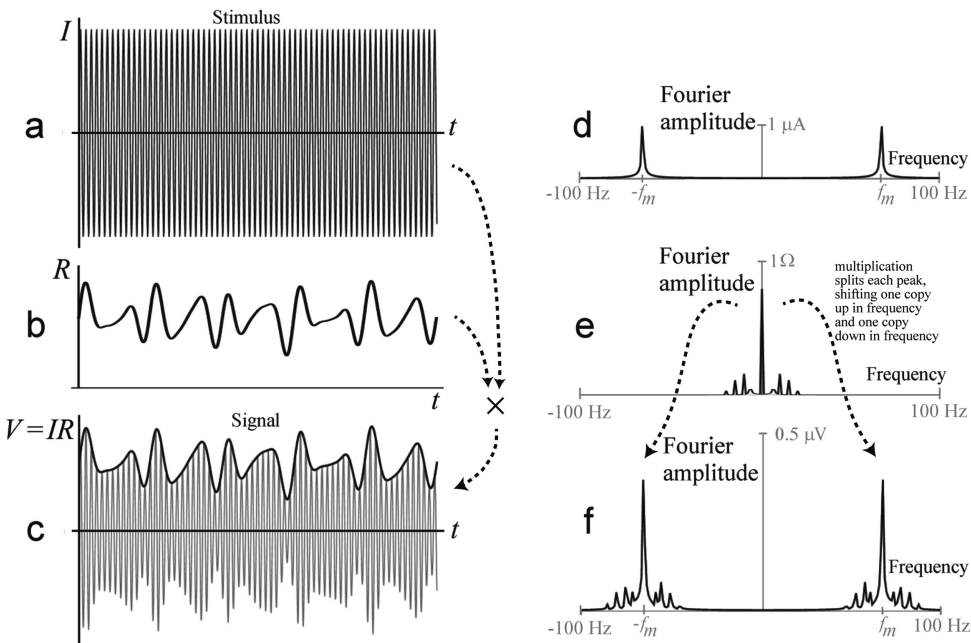 Stimulus
I
a
t
R
b
t
V=IR
Signal
c
t
×
d
Fourier
amplitude
1 μA
Frequency
-100 Hz
-fm
fm
100 Hz
e
Fourier
amplitude
1Ω
multiplication
splits each peak,
shifting one copy
up in frequency
and one copy
down in frequency
Frequency
-100 Hz
100 Hz
f
Fourier
amplitude
0.5 μV
Frequency
-100 Hz
-fm
fm
100 Hz